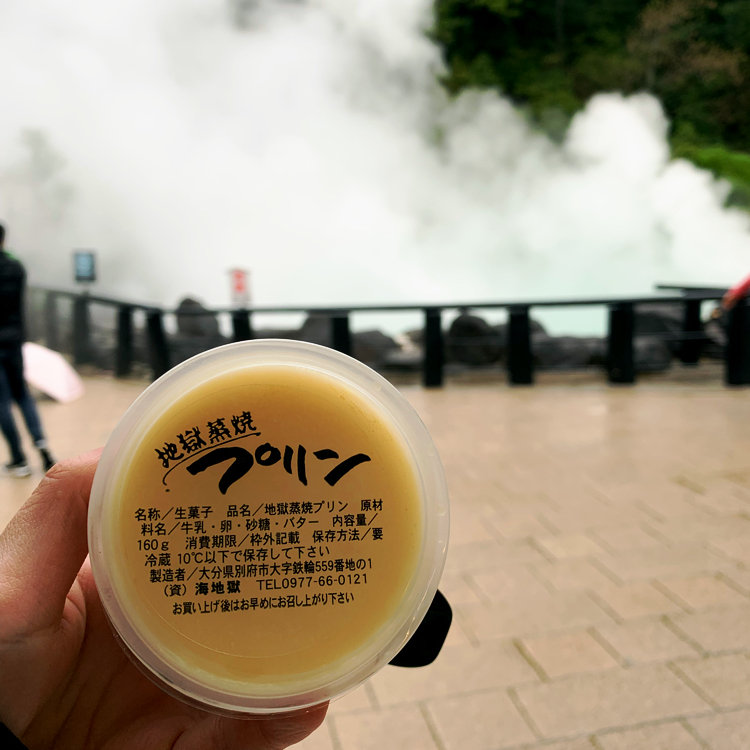 地獄蒸焼
プリン
名称／生菓子　品名／地獄蒸焼プリン　原材
料名／牛乳・卵・砂糖・バター　内容量／
160g　消費期限／枠外記載　保存方法／要
冷蔵 10℃以下で保存して下さい
製造者／大分県別府市大字鉄輪559番地の1
（資）海地獄　TEL0977-66-0121
お買い上げ後はお早めにお召し上がり下さい